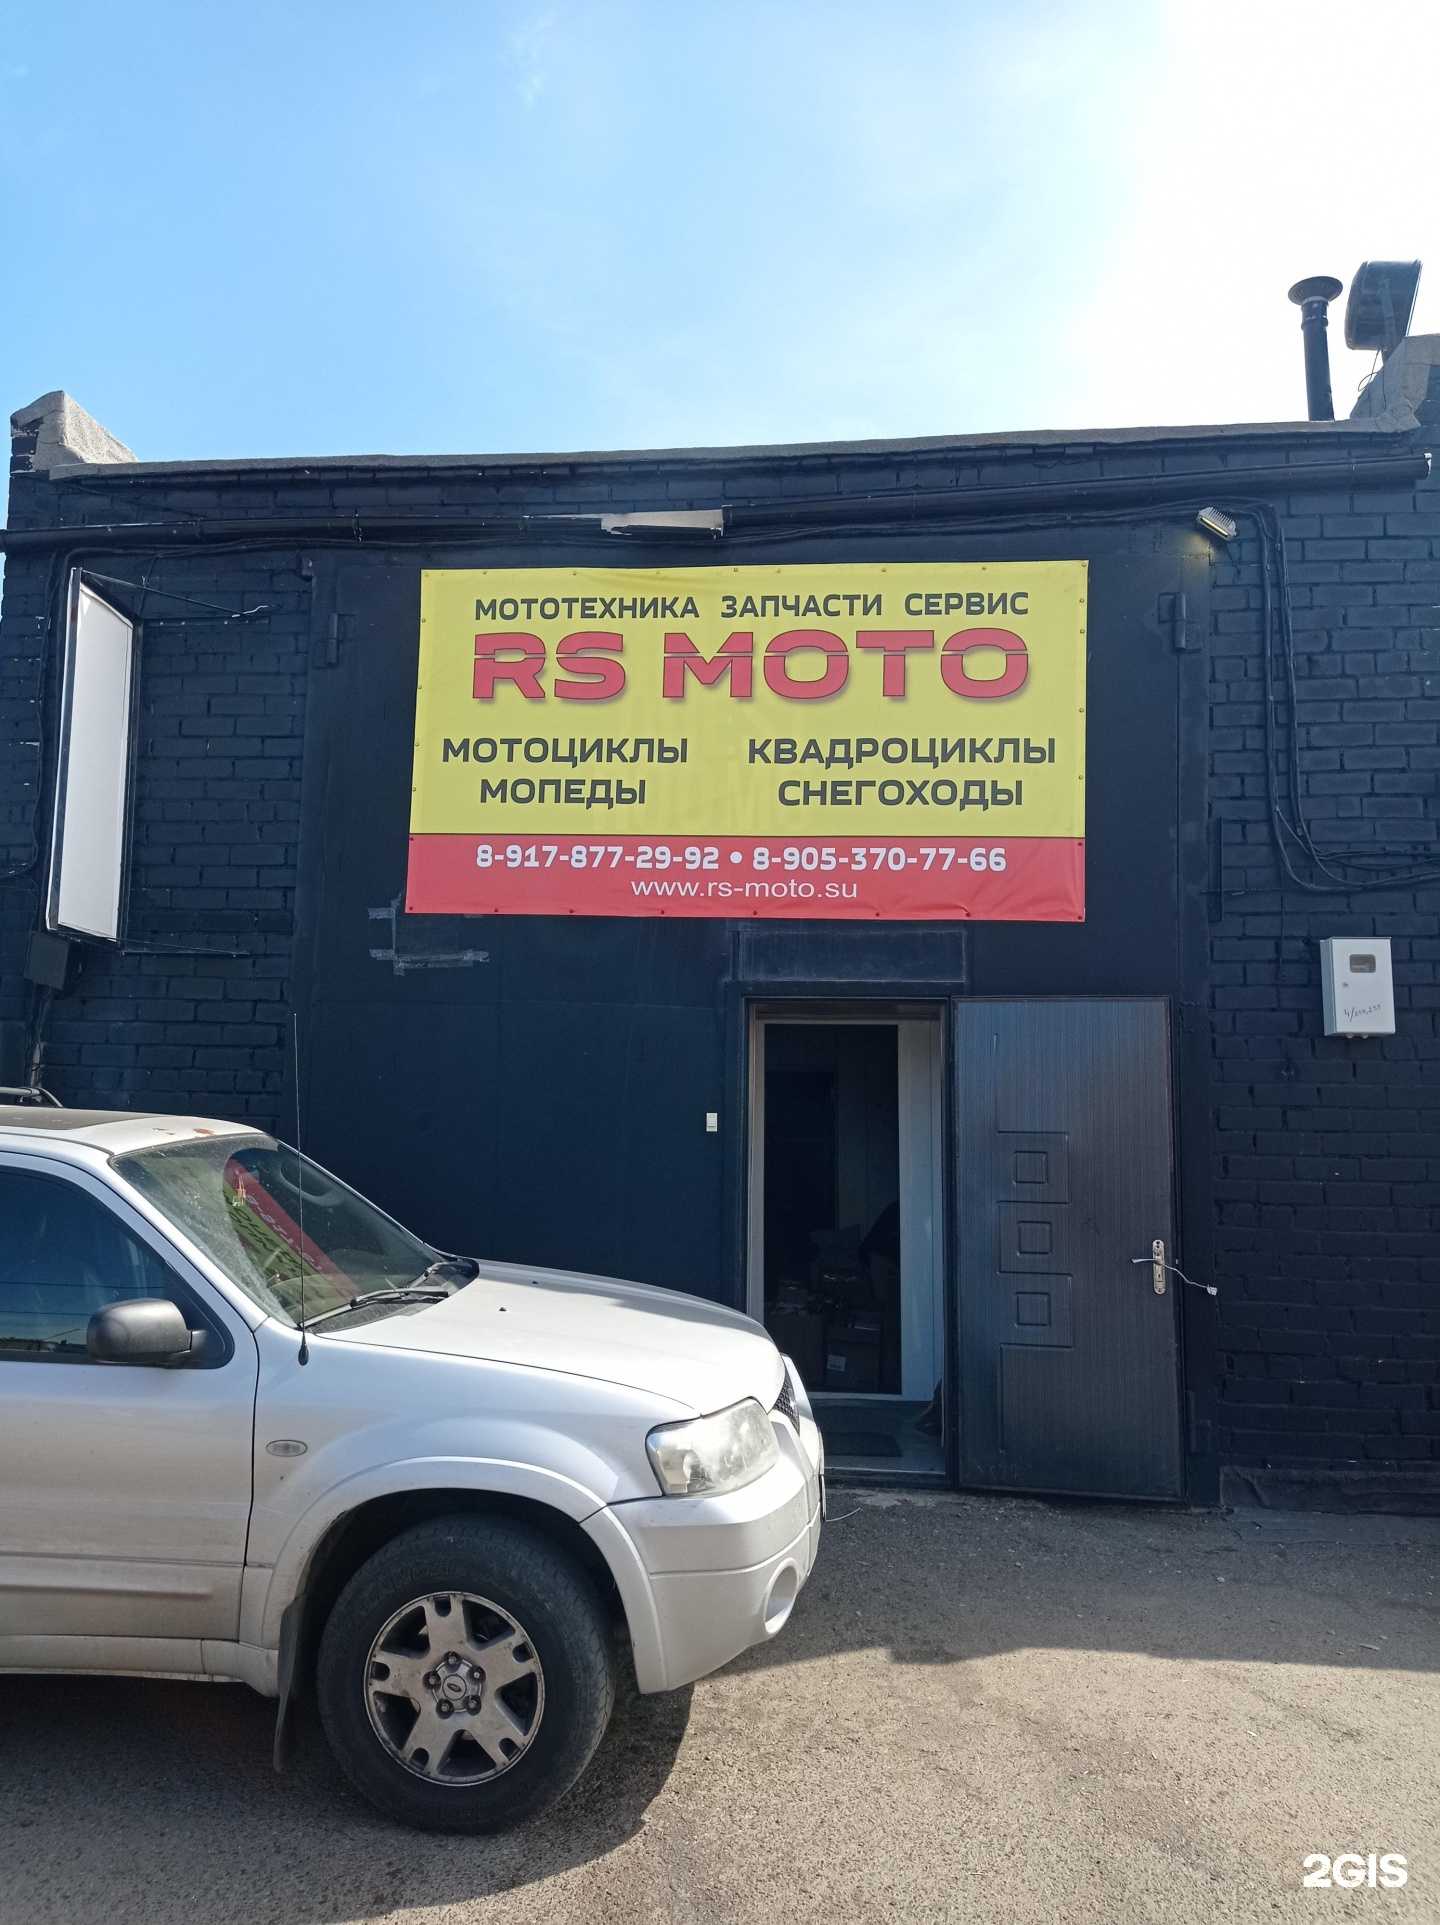 МОТОТЕХНИКА ЗАПЧАСТИ СЕРВИС
RS MOTO
МОТОЦИКЛЫ КВАДРОЦИКЛЫ
МОПЕДЫ СНЕГОХОДЫ
8-917-877-29-92 • 8-905-370-77-66
www.rs-moto.su
2GIS